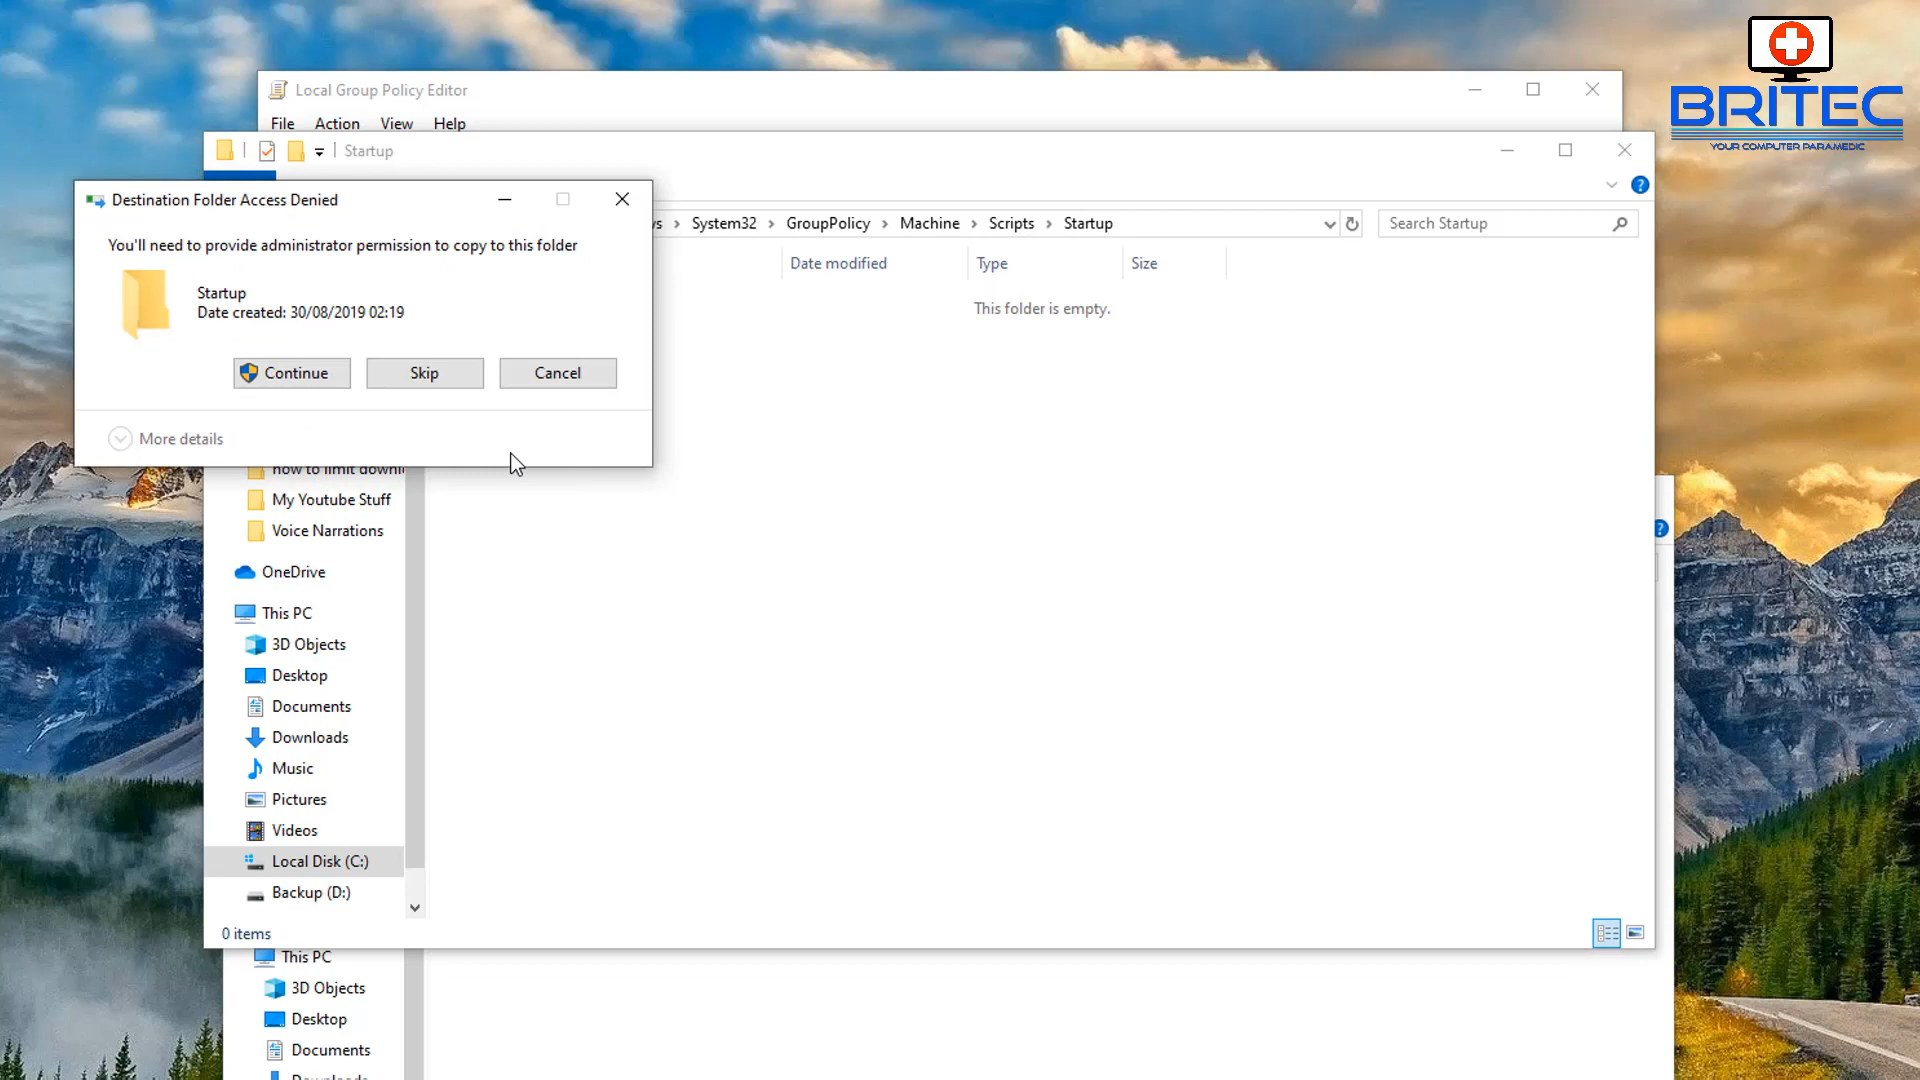 BRITEC
YOUR COMPUTER PARAMEDIC
Local Group Policy Editor
File Action View Help
Startup
Destination Folder Access Denied
You'll need to provide administrator permission to copy to this folder
Startup
Date created: 30/08/2019 02:19
Continue Skip Cancel
More details
System32 > GroupPolicy > Machine > Scripts > Startup
Search Startup
Date modified Type Size
This folder is empty.
My Youtube Stuff
Voice Narrations
OneDrive
This PC
3D Objects
Desktop
Documents
Downloads
Music
Pictures
Videos
Local Disk (C:)
Backup (D:)
0 items
This PC
3D Objects
Desktop
Documents